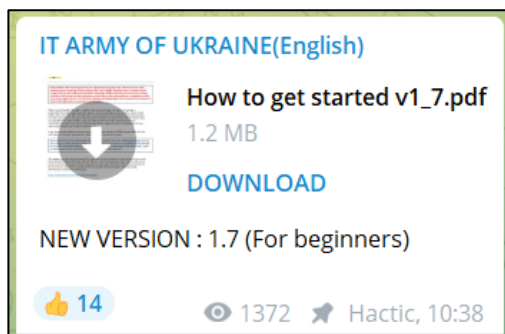 IT ARMY OF UKRAINE(English)
How to get started v1_7.pdf
1.2 MB
DOWNLOAD
NEW VERSION : 1.7 (For beginners)
👍 14
1372 Hactic, 10:38